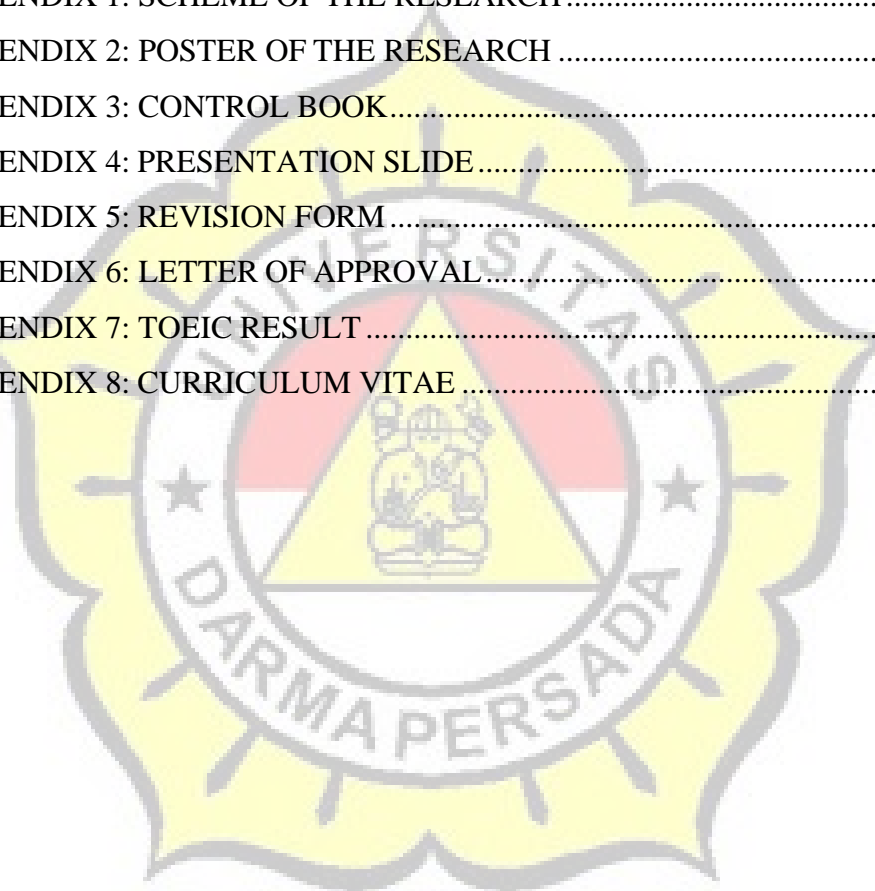 ENDIX 1: SCHEME OF THE RESEARCH................................
ENDIX 2: POSTER OF THE RESEARCH ................................
ENDIX 3: CONTROL BOOK................................
ENDIX 4: PRESENTATION SLIDE................................
ENDIX 5: REVISION FORM................................
ENDIX 6: LETTER OF APPROVAL................................
ENDIX 7: TOEIC RESULT ................................
ENDIX 8: CURRICULUM VITAE ................................
UNIVERSITAS
DARMA PERSADA